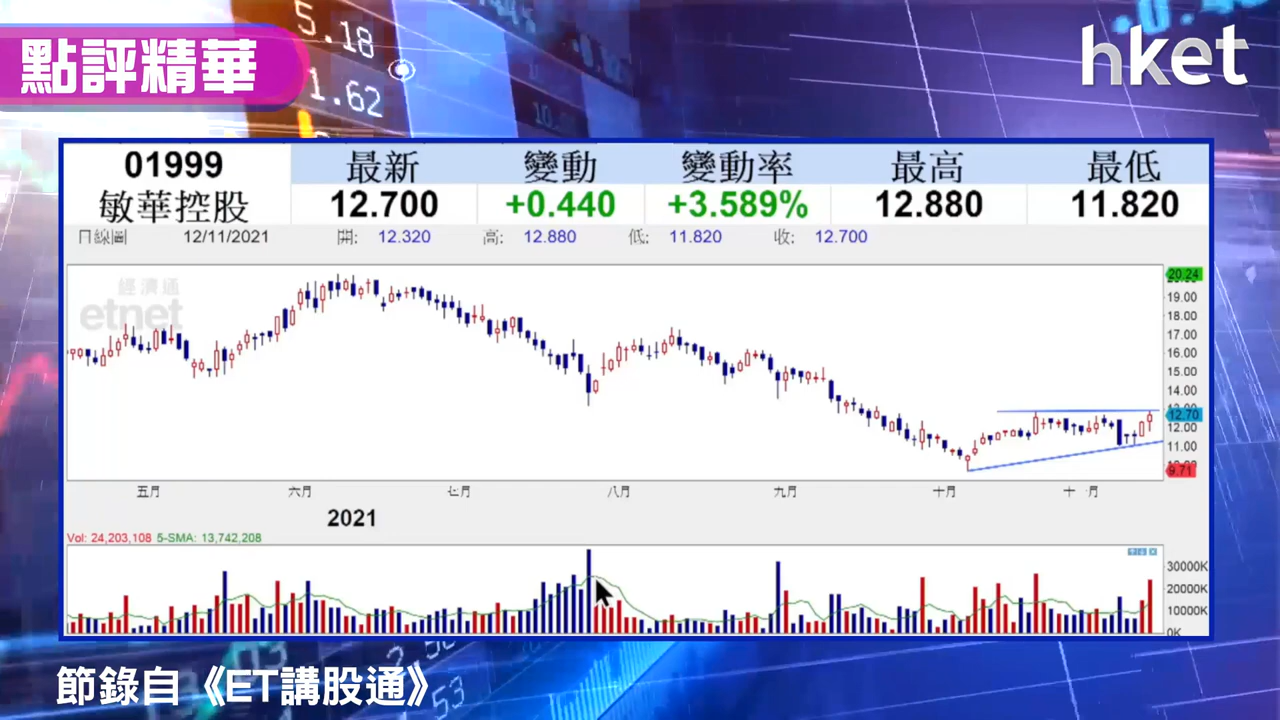 點評精華
hket
5.18
1.62
01999 最新 變動 變動率 最高 最低
敏華控股 12.700 +0.440 +3.589% 12.880 11.820
日線圖 12/11/2021 開: 12.320 高: 12.880 低: 11.820 收: 12.700
經濟通
etnet
20.24
19.00
18.00
17.00
16.00
15.00
14.00
12.70
12.00
11.00
9.71
五月 六月 七月 八月 九月 十月 十一月
2021
Vol: 24,203,108 5-SMA: 13,742,208
30000K
20000K
10000K
0K
節錄自《ET講股通》